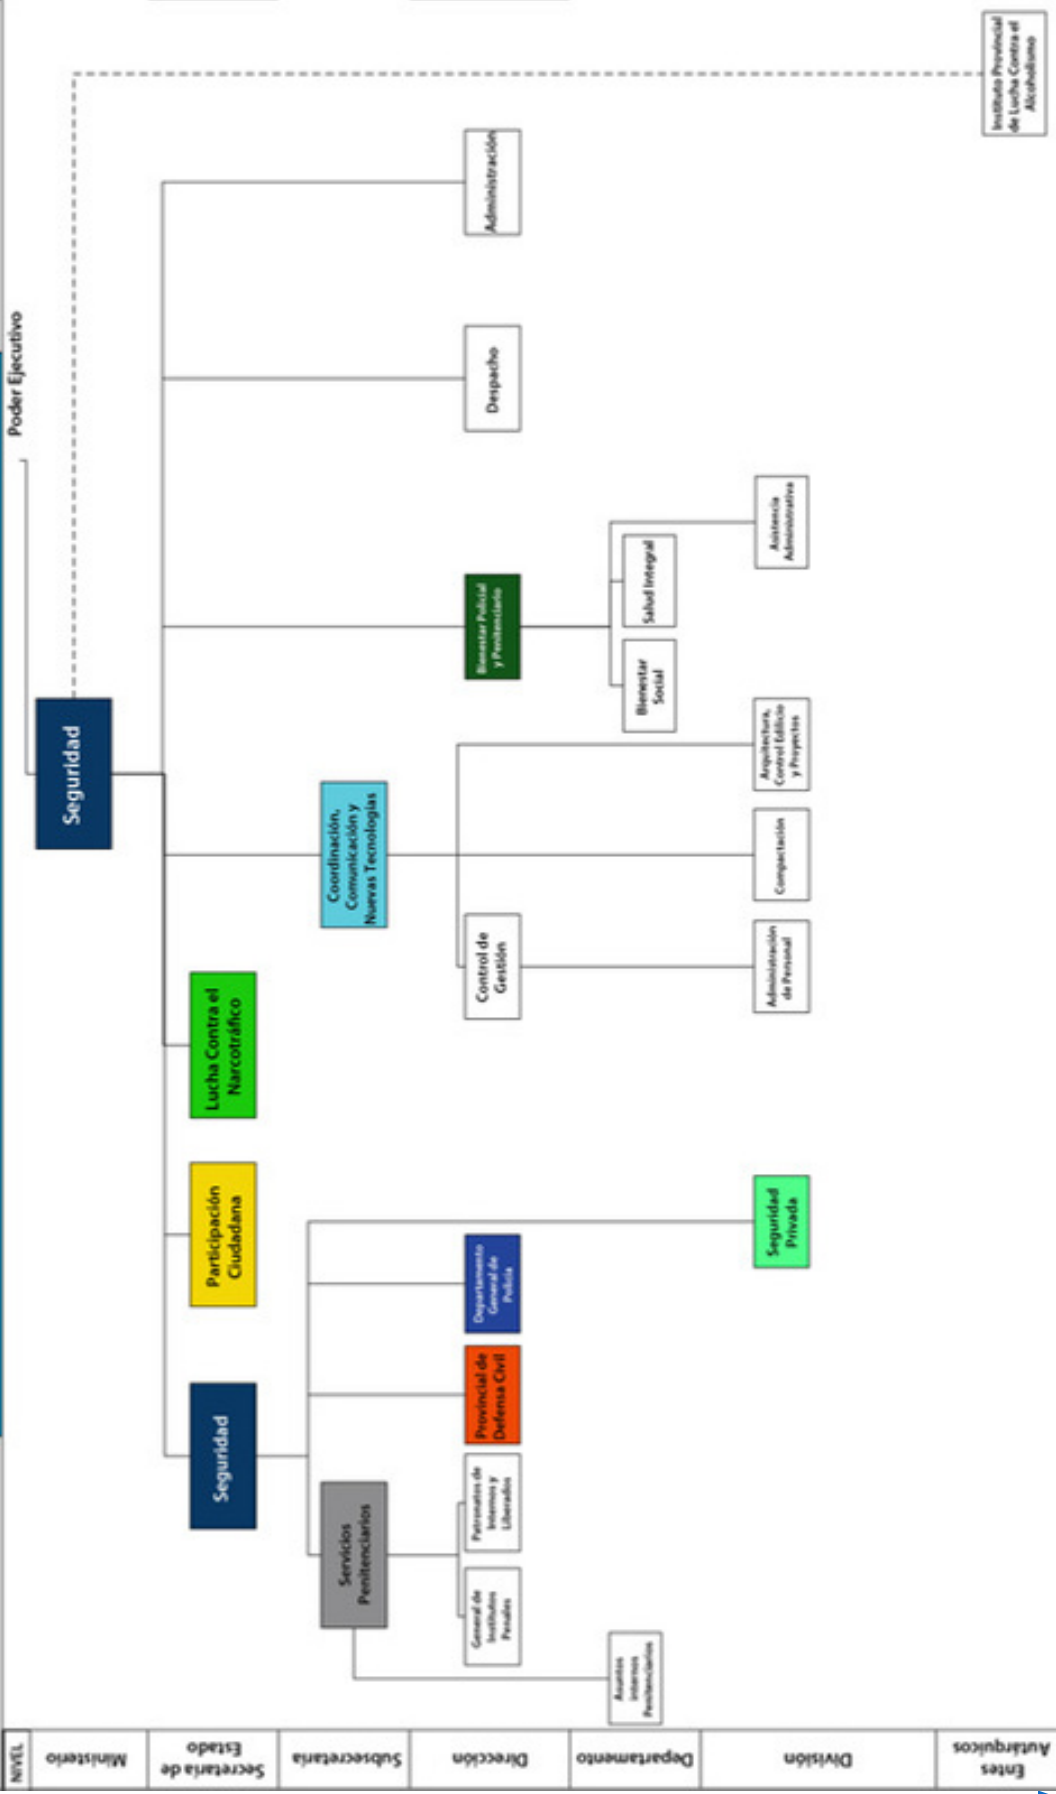 Poder Ejecutivo
NIVEL
Ministerio
Secretaría de
Estado
Subsecretaría
Dirección
Departamento
División
Entes
Autárquicos
Seguridad
Seguridad
Participación
Ciudadana
Lucha Contra el
Narcotráfico
Servicios
Penitenciarios
Coordinación,
Comunicación y
Nuevas Tecnologías
General de
Institutos
Penales
Patronatos de
Internos y
Liberados
Provincial de
Defensa Civil
Departamento
General de
Policía
Control de
Gestión
Bienestar Policial
y Penitenciario
Despacho
Administración
Asuntos
Internos
Penitenciarios
Bienestar
Social
Salud Integral
Seguridad
Privada
Administración
de Personal
Compactación
Arquitectura,
Control Edilicio
y Proyectos
Asistencia
Administrativa
Instituto Provincial
de Lucha Contra el
Alcoholismo